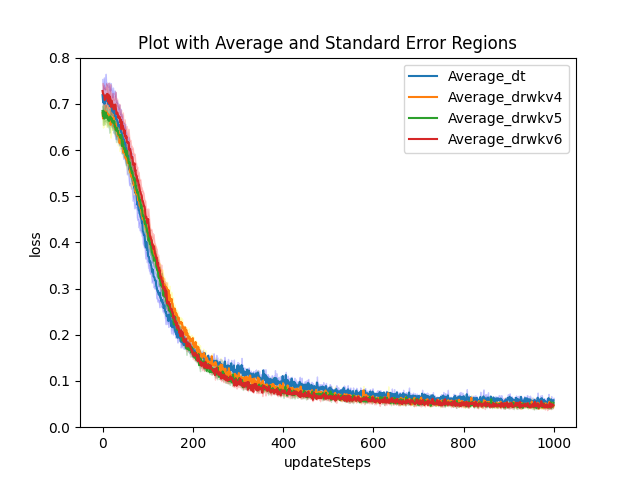 Plot with Average and Standard Error Regions
Average_dt
Average_drwkv4
Average_drwkv5
Average_drwkv6
loss
0.8
0.7
0.6
0.5
0.4
0.3
0.2
0.1
0.0
0 200 400 600 800 1000
updateSteps